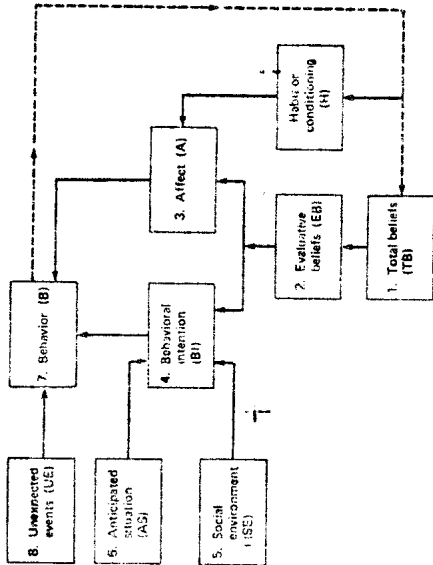 1. Total beliefs
(TB)
2. Evaluative
beliefs (EB)
Habit or
conditioning
(H)
3. Affect (A)
4. Behavioral
intention
(BI)
5. Social
environment
(SE)
6. Anticipated
situation
(AS)
7. Behavior (B)
8. Unexpected
events (UE)